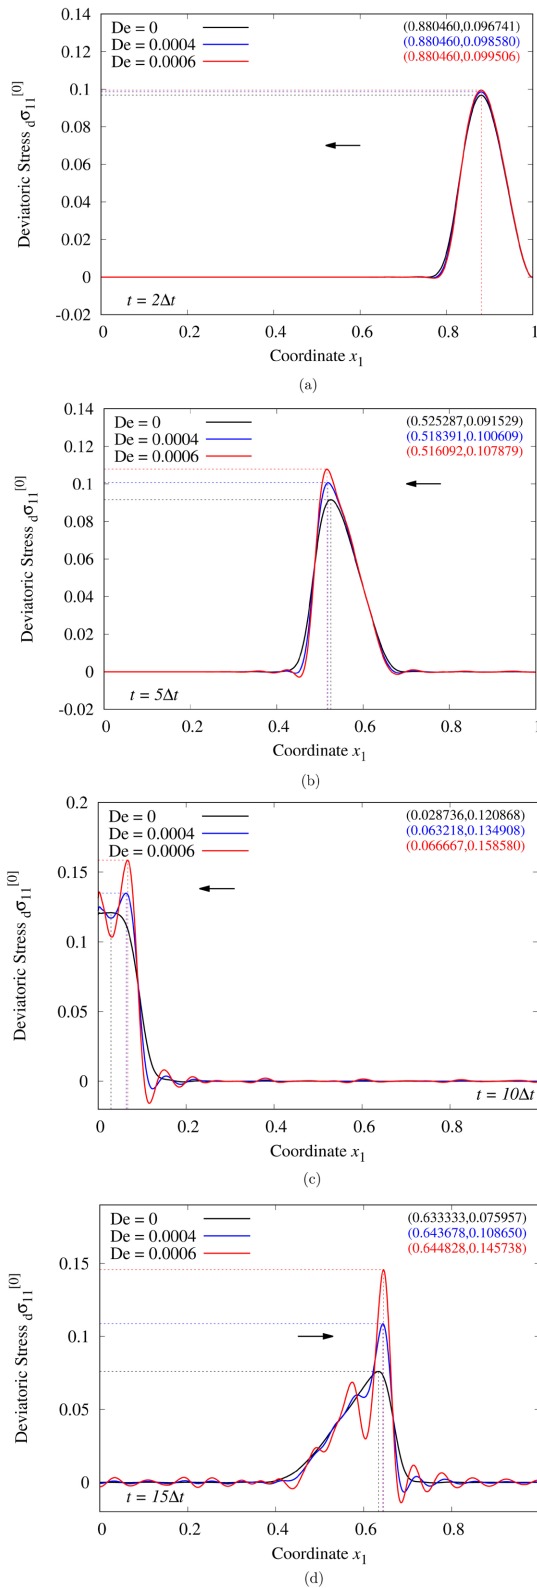 0.14
0.12
0.1
0.08
0.06
0.04
0.02
0
-0.02
Deviatoric Stress dσ11[0]
De = 0
De = 0.0004
De = 0.0006
(0.880460,0.096741)
(0.880460,0.098580)
(0.880460,0.099506)
t = 2Δt
0 0.2 0.4 0.6 0.8 1
Coordinate x1
(a)
0.14
0.12
0.1
0.08
0.06
0.04
0.02
0
-0.02
Deviatoric Stress dσ11[0]
De = 0
De = 0.0004
De = 0.0006
(0.525287,0.091529)
(0.518391,0.100609)
(0.516092,0.107879)
t = 5Δt
0 0.2 0.4 0.6 0.8 1
Coordinate x1
(b)
0.2
0.15
0.1
0.05
0
Deviatoric Stress dσ11[0]
De = 0
De = 0.0004
De = 0.0006
(0.028736,0.120868)
(0.063218,0.134908)
(0.066667,0.158580)
t = 10Δt
0 0.2 0.4 0.6 0.8
Coordinate x1
(c)
0.15
0.1
0.05
0
Deviatoric Stress dσ11[0]
De = 0
De = 0.0004
De = 0.0006
(0.633333,0.075957)
(0.643678,0.108650)
(0.644828,0.145738)
t = 15Δt
0 0.2 0.4 0.6 0.8
Coordinate x1
(d)